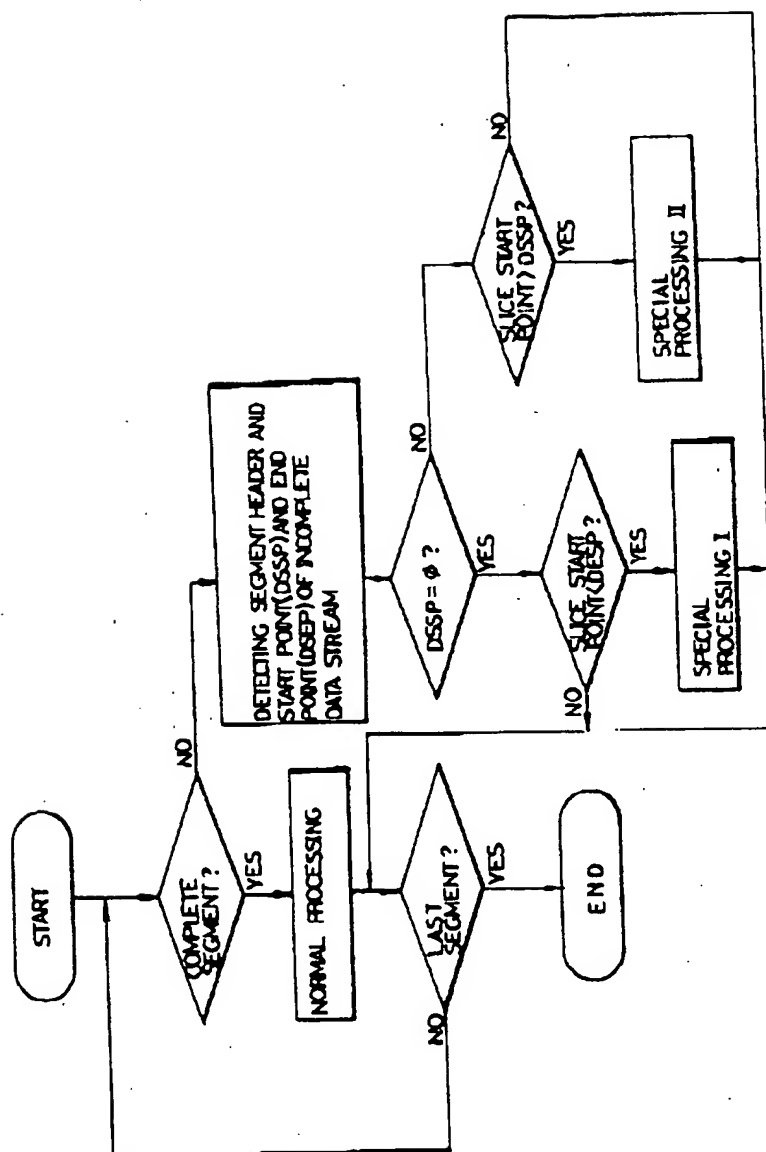 START
COMPLETE
SEGMENT?
NO
YES
NORMAL PROCESSING
LAST
SEGMENT?
NO
YES
END
DETECTING SEGMENT HEADER AND
START POINT(DSSP) AND END
POINT(DSEP) OF INCOMPLETE
DATA STREAM
DSSP=ø ?
NO
YES
SLICE START
POINT⟩DESP?
NO
YES
SPECIAL
PROCESSING I
SLICE START
POINT⟩DSSP?
NO
YES
SPECIAL
PROCESSING II